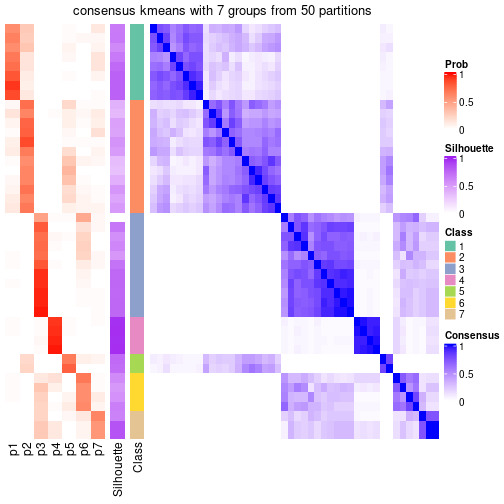 consensus kmeans with 7 groups from 50 partitions
Prob
1
0.5
0
Silhouette
1
0.5
0
Class
1
2
3
4
5
6
7
Consensus
1
0.5
0
p1
p2
p3
p4
p5
p6
p7
Silhouette
Class